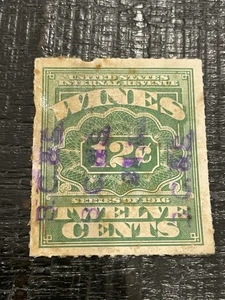 UNITED STATES
INTERNAL REVENUE
WINES
12¢
SERIES OF 1916
TWELVE
CENTS